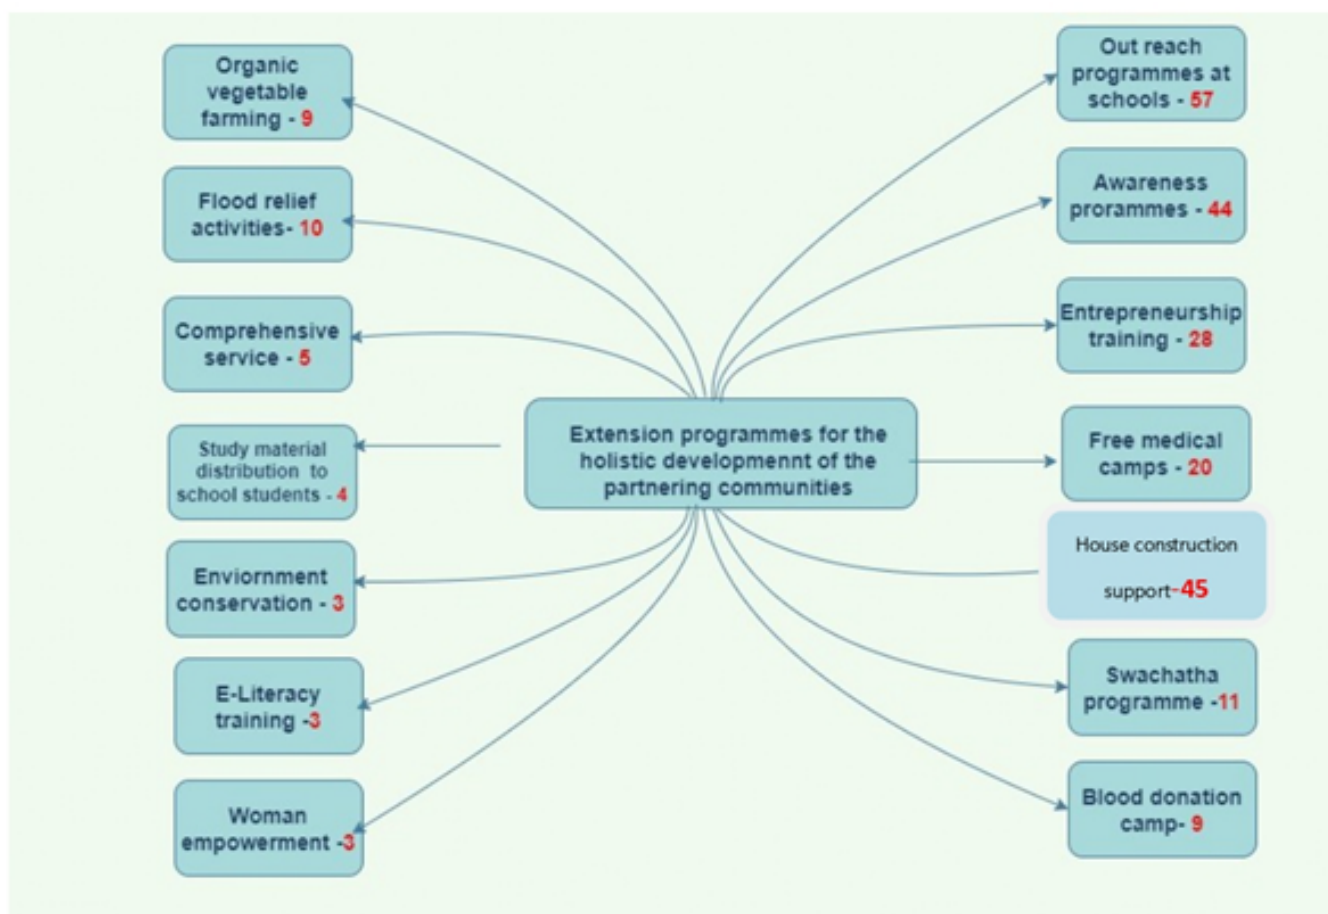 Organic
vegetable
farming - 9
Flood relief
activities- 10
Comprehensive
service - 5
Study material
distribution to
school students - 4
Enviornment
conservation - 3
E-Literacy
training -3
Woman
empowerment -3
Extension programmes for the
holistic developmennt of the
partnering communities
Out reach
programmes at
schools - 57
Awareness
prorammes - 44
Entrepreneurship
training - 28
Free medical
camps - 20
House construction
support-45
Swachatha
programme -11
Blood donation
camp- 9